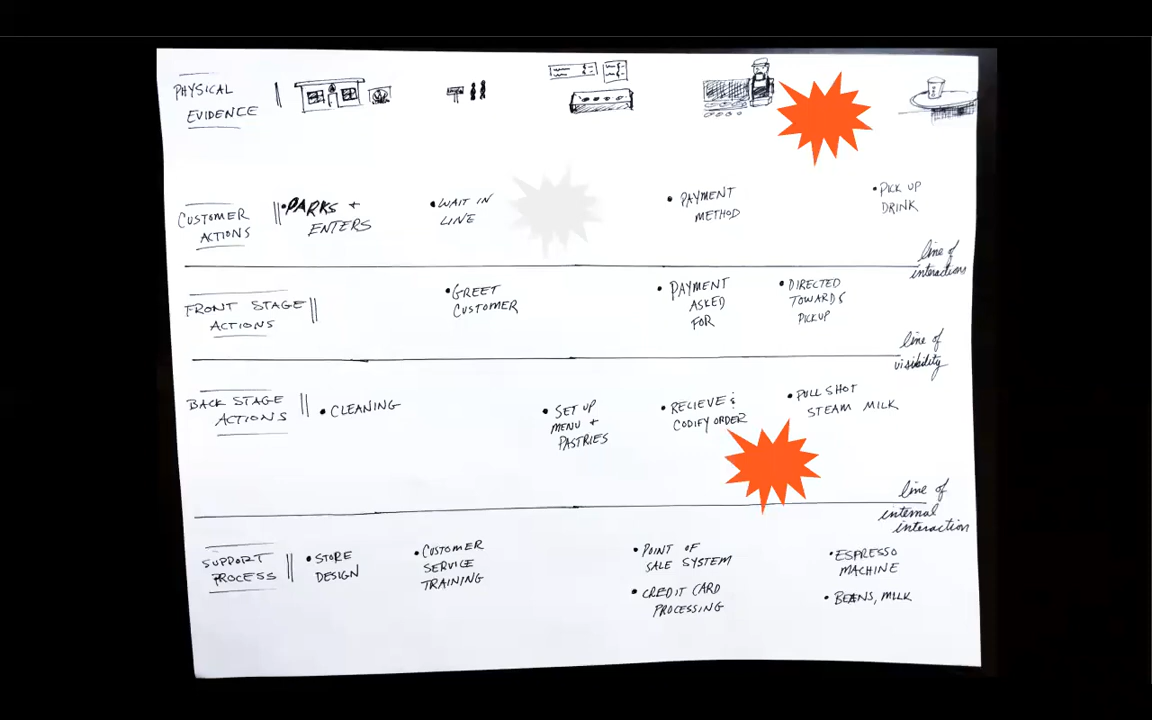 PHYSICAL
EVIDENCE
CUSTOMER
ACTIONS
• PARKS +
ENTERS
• WAIT IN
LINE
• PAYMENT
METHOD
• PICK UP
DRINK
line of
interactions
FRONT STAGE
ACTIONS
• GREET
CUSTOMER
• PAYMENT
ASKED
FOR
• DIRECTED
TOWARDS
PICKUP
line of
visibility
BACK STAGE
ACTIONS
• CLEANING
• SET UP
MENU +
PASTRIES
• RELIEVE &
CODIFY ORDER
• PULL SHOT
STEAM MILK
line of
internal
interaction
SUPPORT
PROCESS
• STORE
DESIGN
• CUSTOMER
SERVICE
TRAINING
• POINT OF
SALE SYSTEM
• CREDIT CARD
PROCESSING
• ESPRESSO
MACHINE
• BEANS, MILK